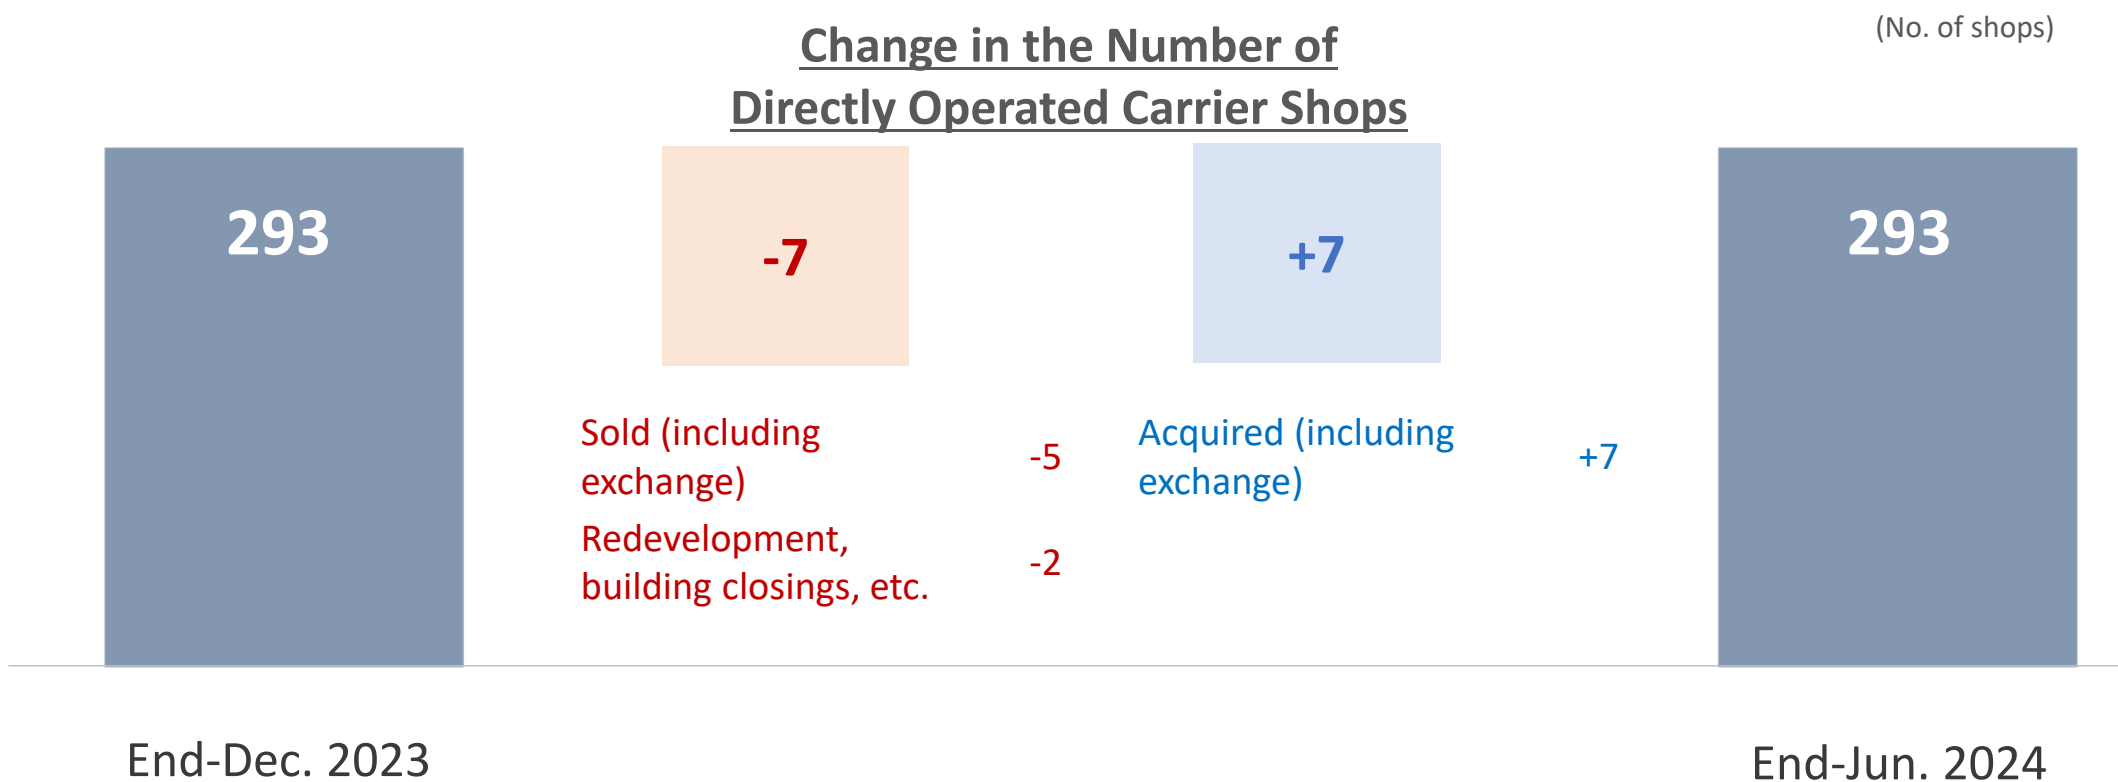 (No. of shops)
Change in the Number of
Directly Operated Carrier Shops
293
-7
+7
293
Sold (including
exchange)
-5
Redevelopment,
building closings, etc.
-2
Acquired (including
exchange)
+7
End-Dec. 2023
End-Jun. 2024